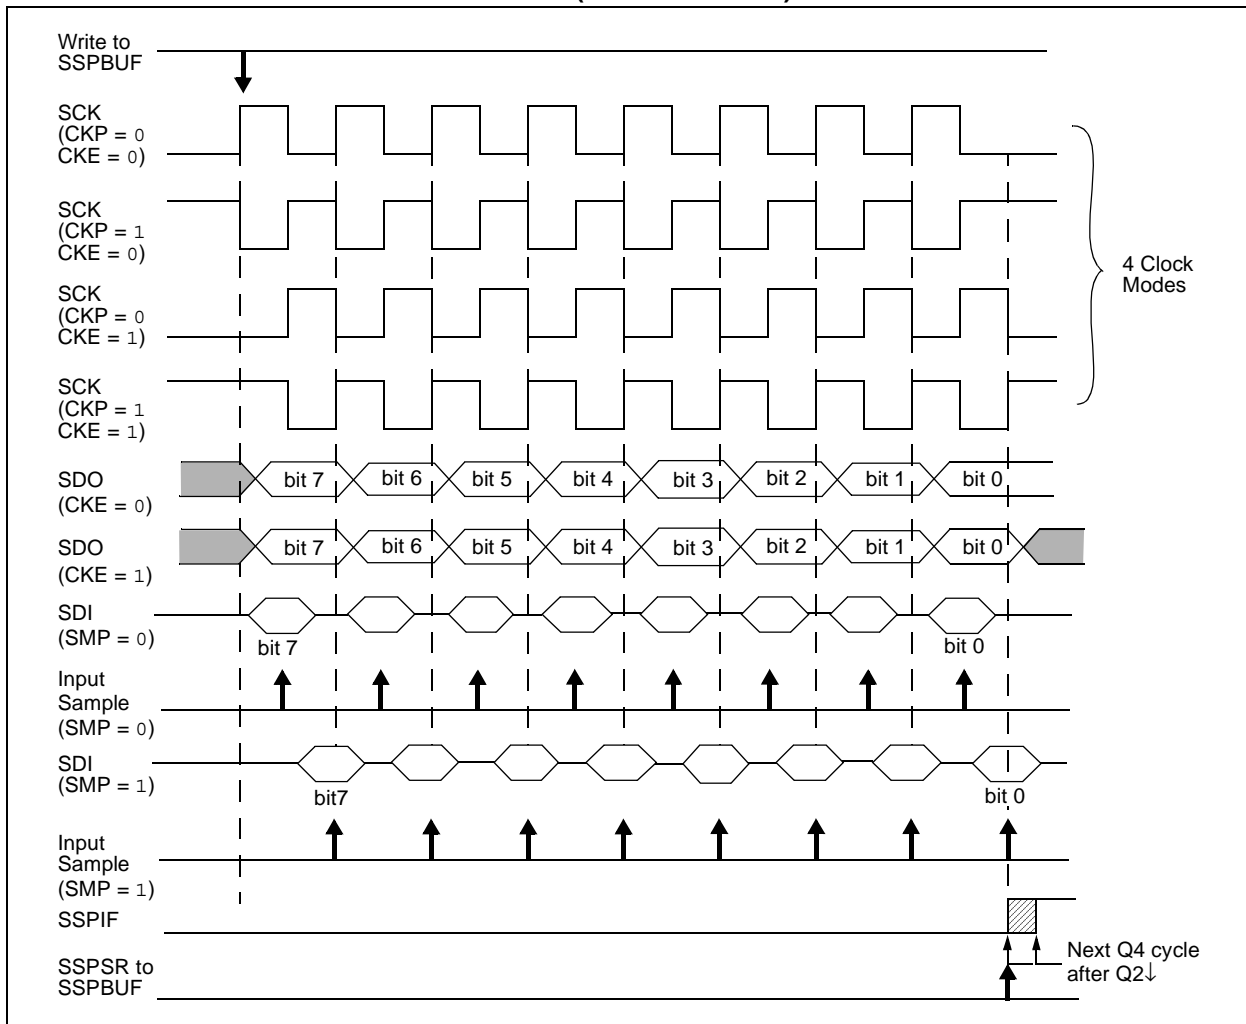 Write to
SSPBUF
SCK
(CKP = 0
CKE = 0)
SCK
(CKP = 1
CKE = 0)
4 Clock
Modes
SCK
(CKP = 0
CKE = 1)
SCK
(CKP = 1
CKE = 1)
SDO
(CKE = 0)
bit 7 bit 6 bit 5 bit 4 bit 3 bit 2 bit 1 bit 0
SDO
(CKE = 1)
bit 7 bit 6 bit 5 bit 4 bit 3 bit 2 bit 1 bit 0
SDI
(SMP = 0)
bit 7 bit 0
Input
Sample
(SMP = 0)
SDI
(SMP = 1)
bit7 bit 0
Input
Sample
(SMP = 1)
SSPIF
SSPSR to
SSPBUF
Next Q4 cycle
after Q2↓